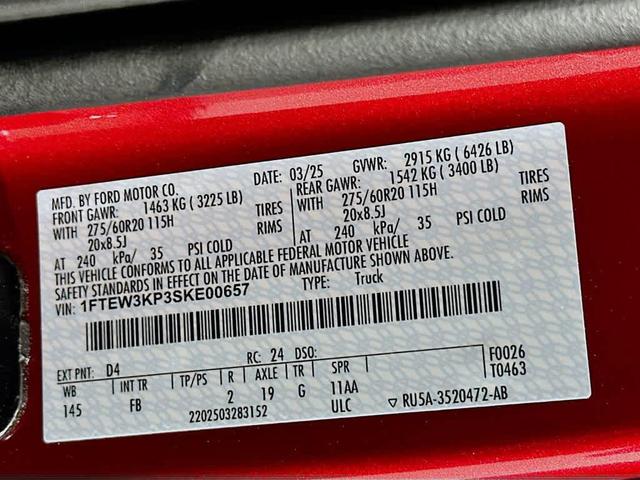 MFD. BY FORD MOTOR CO.
DATE: 03/25 GVWR: 2915 KG ( 6426 LB)
FRONT GAWR: 1463 KG ( 3225 LB) REAR GAWR: 1542 KG ( 3400 LB)
WITH 275/60R20 115H TIRES 275/60R20 115H TIRES
20x8.5J RIMS 20x8.5J RIMS
AT 240 kPa/ 35 PSI COLD AT 240 kPa/ 35 PSI COLD
THIS VEHICLE CONFORMS TO ALL APPLICABLE FEDERAL MOTOR VEHICLE
SAFETY STANDARDS IN EFFECT ON THE DATE OF MANUFACTURE SHOWN ABOVE.
VIN: 1FTEW3KP3SKE00657 TYPE: Truck
EXT PNT: D4 RC: 24 DSO: F0026
WB INT TR TP/PS R AXLE TR SPR T0463
145 FB 2 19 G 11AA
2202503283152 ULC ▽ RU5A-3520472-AB